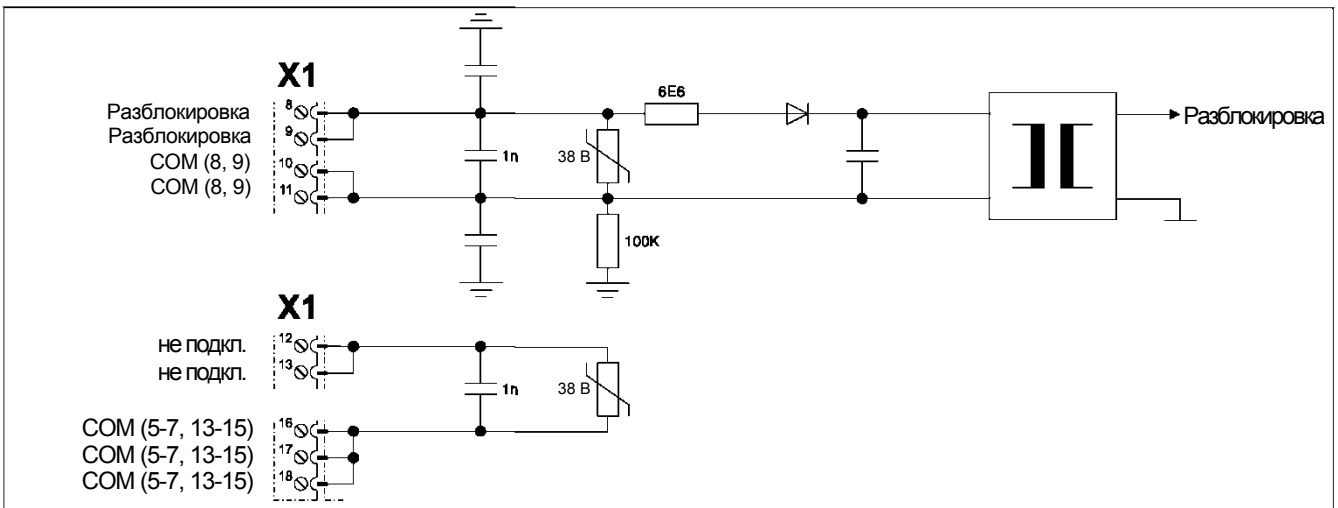 X1
Разблокировка 8
Разблокировка 9
COM (8, 9) 10
COM (8, 9) 11
1n
38 В
6E6
100K
Разблокировка
X1
не подкл. 12
не подкл. 13
1n
38 В
COM (5-7, 13-15) 16
COM (5-7, 13-15) 17
COM (5-7, 13-15) 18